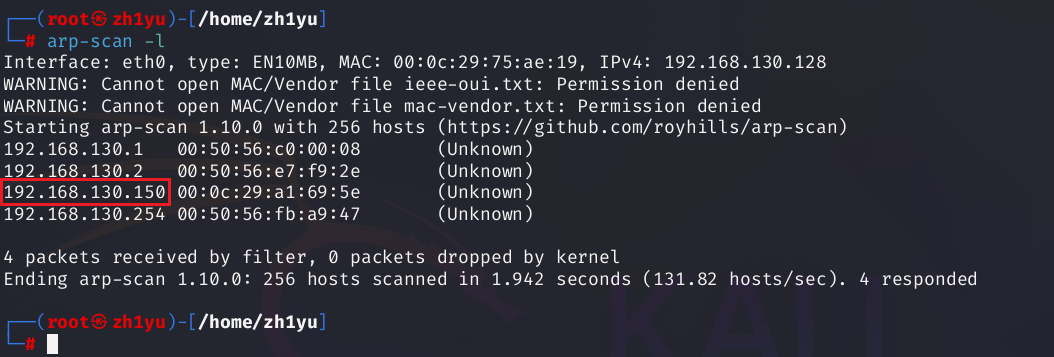 ┌──(root㉿zh1yu)-[/home/zh1yu]
└─# arp-scan -l
Interface: eth0, type: EN10MB, MAC: 00:0c:29:75:ae:19, IPv4: 192.168.130.128
WARNING: Cannot open MAC/Vendor file ieee-oui.txt: Permission denied
WARNING: Cannot open MAC/Vendor file mac-vendor.txt: Permission denied
Starting arp-scan 1.10.0 with 256 hosts (https://github.com/royhills/arp-scan)
192.168.130.1   00:50:56:c0:00:08       (Unknown)
192.168.130.2   00:50:56:e7:f9:2e       (Unknown)
192.168.130.150 00:0c:29:a1:69:5e       (Unknown)
192.168.130.254 00:50:56:fb:a9:47       (Unknown)
4 packets received by filter, 0 packets dropped by kernel
Ending arp-scan 1.10.0: 256 hosts scanned in 1.942 seconds (131.82 hosts/sec). 4 responded
┌──(root㉿zh1yu)-[/home/zh1yu]
└─#
KALI